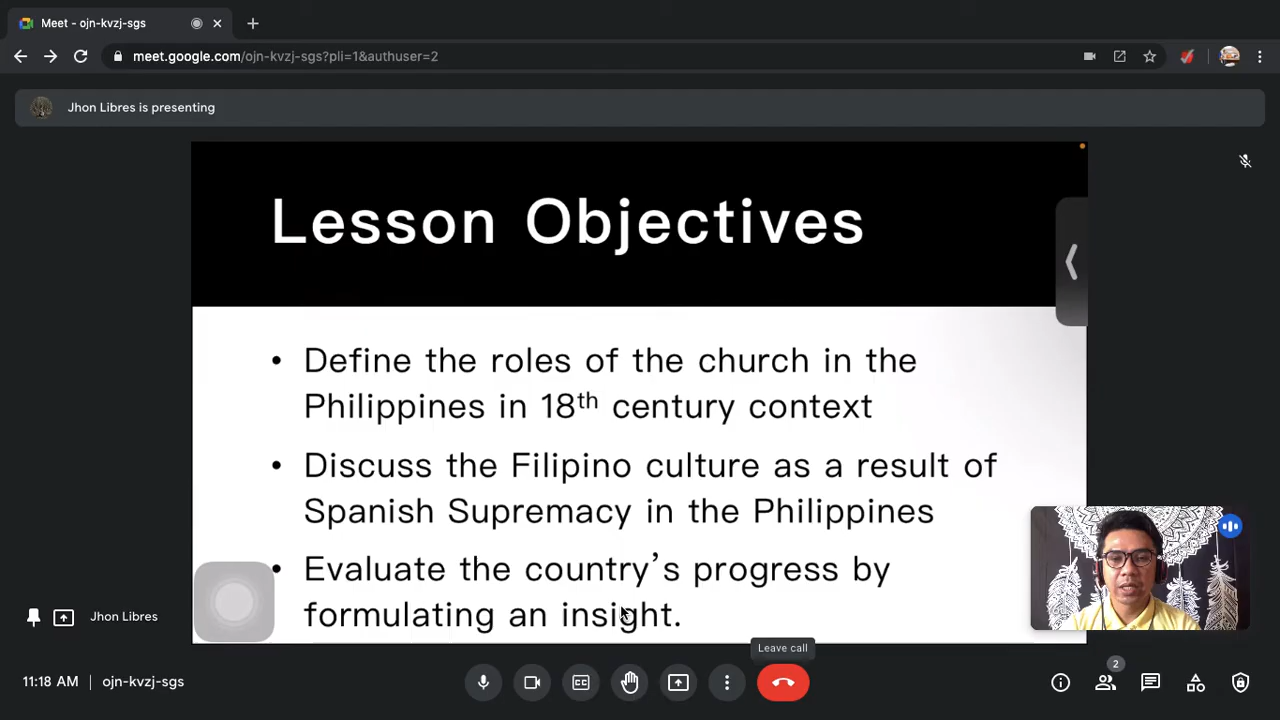 Meet - ojn-kvzj-sgs
meet.google.com/ojn-kvzj-sgs?pli=1&authuser=2
Jhon Libres is presenting
Lesson Objectives
• Define the roles of the church in the
Philippines in 18th century context
• Discuss the Filipino culture as a result of
Spanish Supremacy in the Philippines
• Evaluate the country’s progress by
formulating an insight.
Jhon Libres
Leave call
11:18 AM | ojn-kvzj-sgs
CC
2